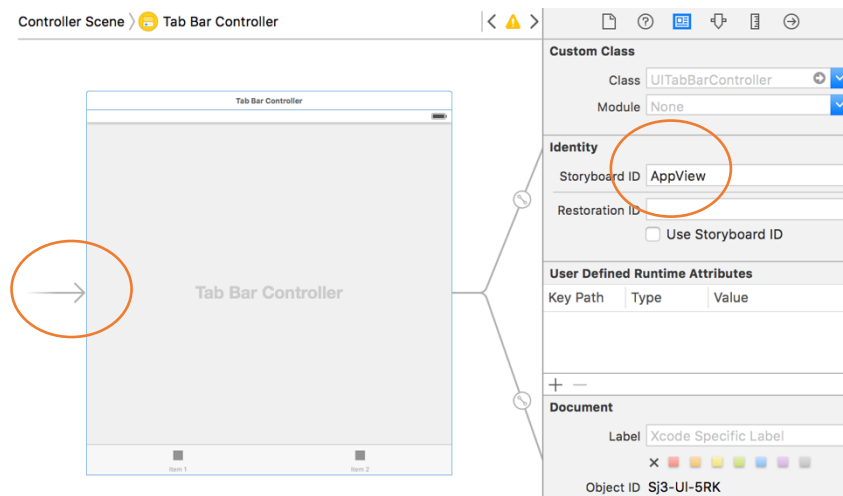 Controller Scene
Tab Bar Controller
Tab Bar Controller
Tab Bar Controller
Item 1
Item 2
Custom Class
Class UITabBarController
Module None
Identity
Storyboard ID AppView
Restoration ID
Use Storyboard ID
User Defined Runtime Attributes
Key Path Type Value
Document
Label Xcode Specific Label
Object ID Sj3-UI-5RK